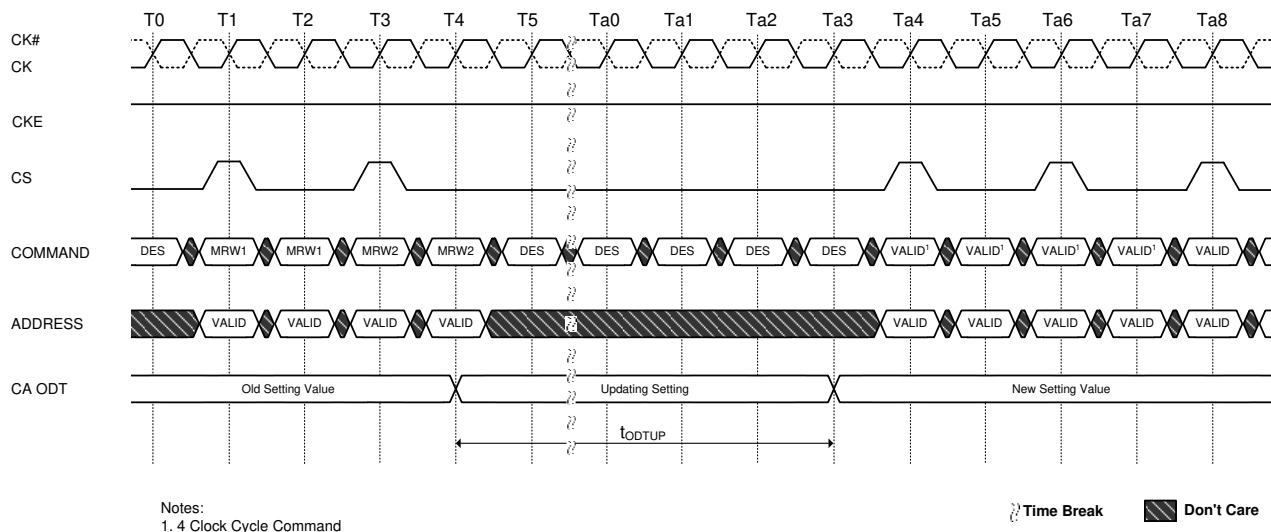 T0 T1 T2 T3 T4 T5 Ta0 Ta1 Ta2 Ta3 Ta4 Ta5 Ta6 Ta7 Ta8
CK#
CK
CKE
CS
COMMAND DES MRW1 MRW1 MRW2 MRW2 DES DES DES DES DES VALID¹ VALID¹ VALID¹ VALID¹ VALID
ADDRESS VALID VALID VALID VALID VALID VALID VALID VALID VALID
CA ODT Old Setting Value Updating Setting New Setting Value
tODTUP
Notes:
1. 4 Clock Cycle Command
Time Break Don't Care